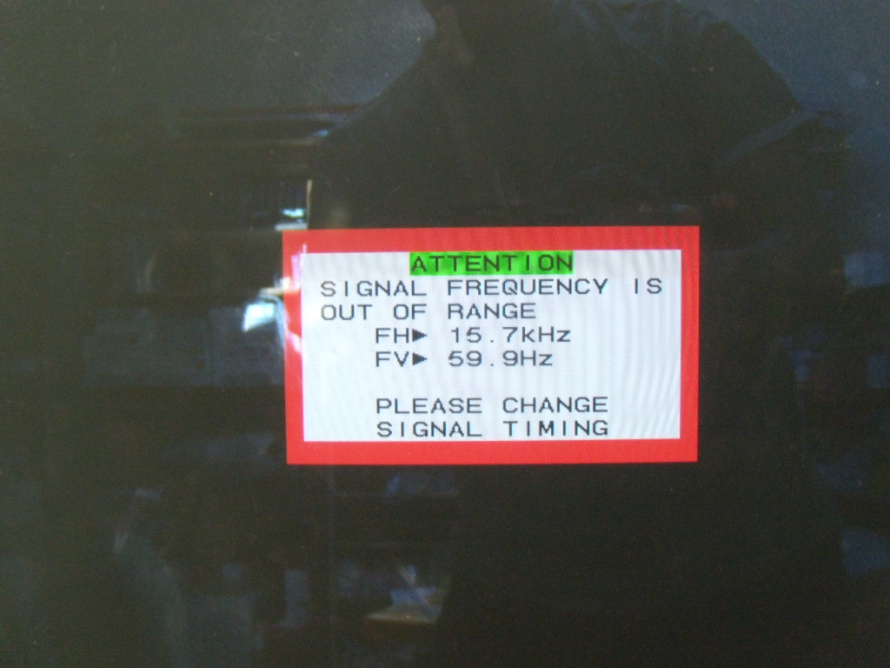 ATTENTION
SIGNAL FREQUENCY IS
OUT OF RANGE
FH▶ 15.7kHz
FV▶ 59.9Hz
PLEASE CHANGE
SIGNAL TIMING